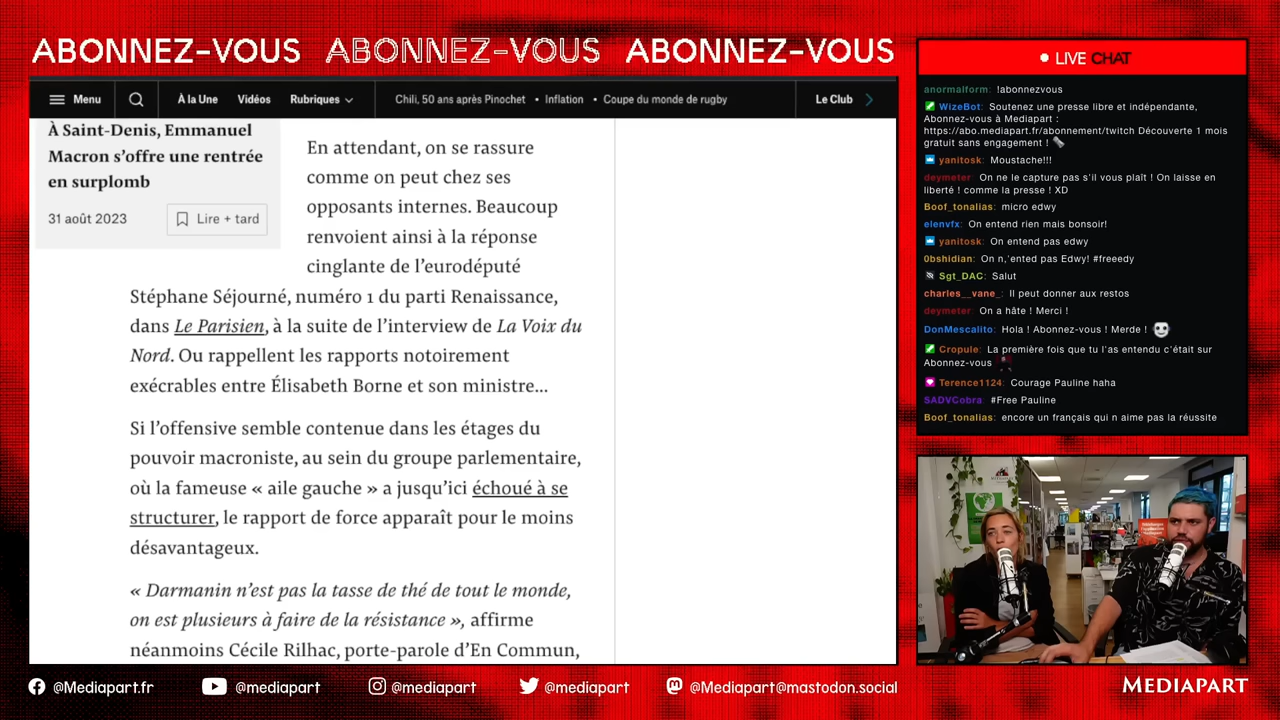 ABONNEZ-VOUS ABONNEZ-VOUS ABONNEZ-VOUS
Menu
À la Une Vidéos Rubriques
Chili, 50 ans après Pinochet • Inflation • Coupe du monde de rugby
Le Club
À Saint-Denis, Emmanuel
Macron s’offre une rentrée
en surplomb
31 août 2023
Lire + tard
En attendant, on se rassure
comme on peut chez ses
opposants internes. Beaucoup
renvoient ainsi à la réponse
cinglante de l’eurodéputé
Stéphane Séjourné, numéro 1 du parti Renaissance,
dans Le Parisien, à la suite de l’interview de La Voix du
Nord. Ou rappellent les rapports notoirement
exécrables entre Élisabeth Borne et son ministre...
Si l’offensive semble contenue dans les étages du
pouvoir macroniste, au sein du groupe parlementaire,
où la fameuse « aile gauche » a jusqu’ici échoué à se
structurer, le rapport de force apparaît pour le moins
désavantageux.
« Darmanin n’est pas la tasse de thé de tout le monde,
on est plusieurs à faire de la résistance », affirme
néanmoins Cécile Rilhac, porte-parole d’En Commun,
LIVE CHAT
anormalform: !abonnezvous
WizeBot: Soutenez une presse libre et indépendante,
Abonnez-vous à Mediapart :
https://abo.mediapart.fr/abonnement/twitch Découverte 1 mois
gratuit sans engagement !
yanitosk: Moustache!!!
deymeter: On ne le capture pas s'il vous plaît ! On laisse en
liberté ! comme la presse ! XD
Boof_tonalias: micro edwy
elenvfx: On entend rien mais bonsoir!
yanitosk: On entend pas edwy
0bshidian: On n,'ented pas Edwy! #freeedy
Sgt_DAC: Salut
charles__vane_: Il peut donner aux restos
deymeter: On a hâte ! Merci !
DonMescalito: Hola ! Abonnez-vous ! Merde !
Cropule: La première fois que tu l'as entendu c'était sur
Abonnez-vous
Terence1124: Courage Pauline haha
SADVCobra: #Free Pauline
Boof_tonalias: encore un français qui n aime pas la réussite
@Mediapart.fr @mediapart @mediapart @mediapart @Mediapart@mastodon.social
MEDIAPART